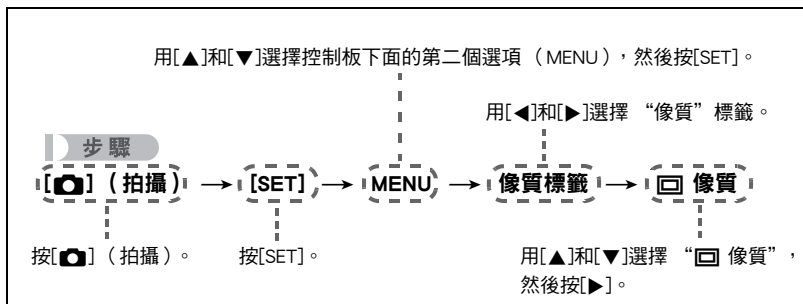 用[▲]和[▼]選擇控制板下面的第二個選項（MENU），然後按[SET]。
用[◀]和[▶]選擇 “像質”標籤。
步驟
[📷]（拍攝） → [SET] → MENU → 像質標籤 → 像質
按[📷]（拍攝）。 按[SET]。 用[▲]和[▼]選擇 “ 像質”，
然後按[▶]。